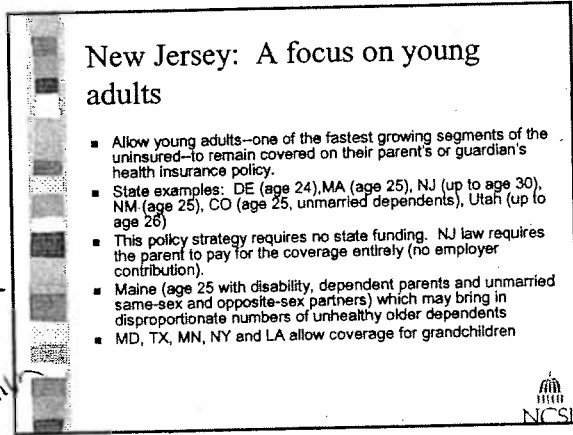 New Jersey: A focus on young
adults
■ Allow young adults--one of the fastest growing segments of the
uninsured--to remain covered on their parent's or guardian's
health insurance policy.
■ State examples: DE (age 24),MA (age 25), NJ (up to age 30),
NM (age 25), CO (age 25, unmarried dependents), Utah (up to
age 26)
■ This policy strategy requires no state funding. NJ law requires
the parent to pay for the coverage entirely (no employer
contribution).
■ Maine (age 25 with disability, dependent parents and unmarried
same-sex and opposite-sex partners) which may bring in
disproportionate numbers of unhealthy older dependents
■ MD, TX, MN, NY and LA allow coverage for grandchildren
NCSL